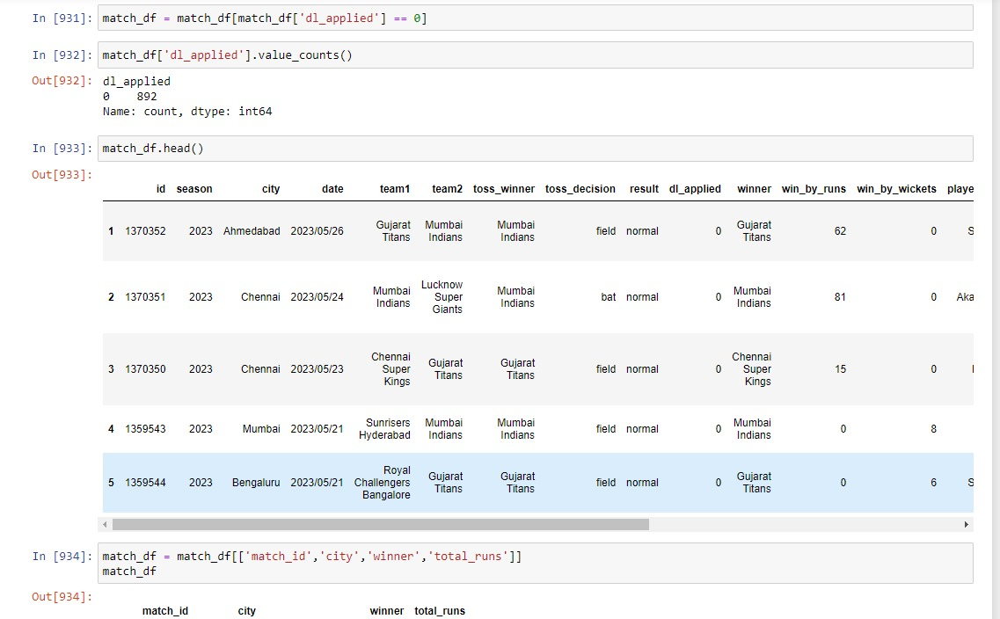 In [931]: match_df = match_df[match_df['dl_applied'] == 0]
In [932]: match_df['dl_applied'].value_counts()
Out[932]: dl_applied
0    892
Name: count, dtype: int64
In [933]: match_df.head()
Out[933]:
id season city date team1 team2 toss_winner toss_decision result dl_applied winner win_by_runs win_by_wickets playe
1 1370352 2023 Ahmedabad 2023/05/26 Gujarat Titans Mumbai Indians Mumbai Indians field normal 0 Gujarat Titans 62 0 S
2 1370351 2023 Chennai 2023/05/24 Mumbai Indians Lucknow Super Giants Mumbai Indians bat normal 0 Mumbai Indians 81 0 Aka
3 1370350 2023 Chennai 2023/05/23 Chennai Super Kings Gujarat Titans Gujarat Titans field normal 0 Chennai Super Kings 15 0
4 1359543 2023 Mumbai 2023/05/21 Sunrisers Hyderabad Mumbai Indians Mumbai Indians field normal 0 Mumbai Indians 0 8
5 1359544 2023 Bengaluru 2023/05/21 Royal Challengers Bangalore Gujarat Titans Gujarat Titans field normal 0 Gujarat Titans 0 6 S
In [934]: match_df = match_df[['match_id','city','winner','total_runs']]
match_df
Out[934]:
match_id city winner total_runs